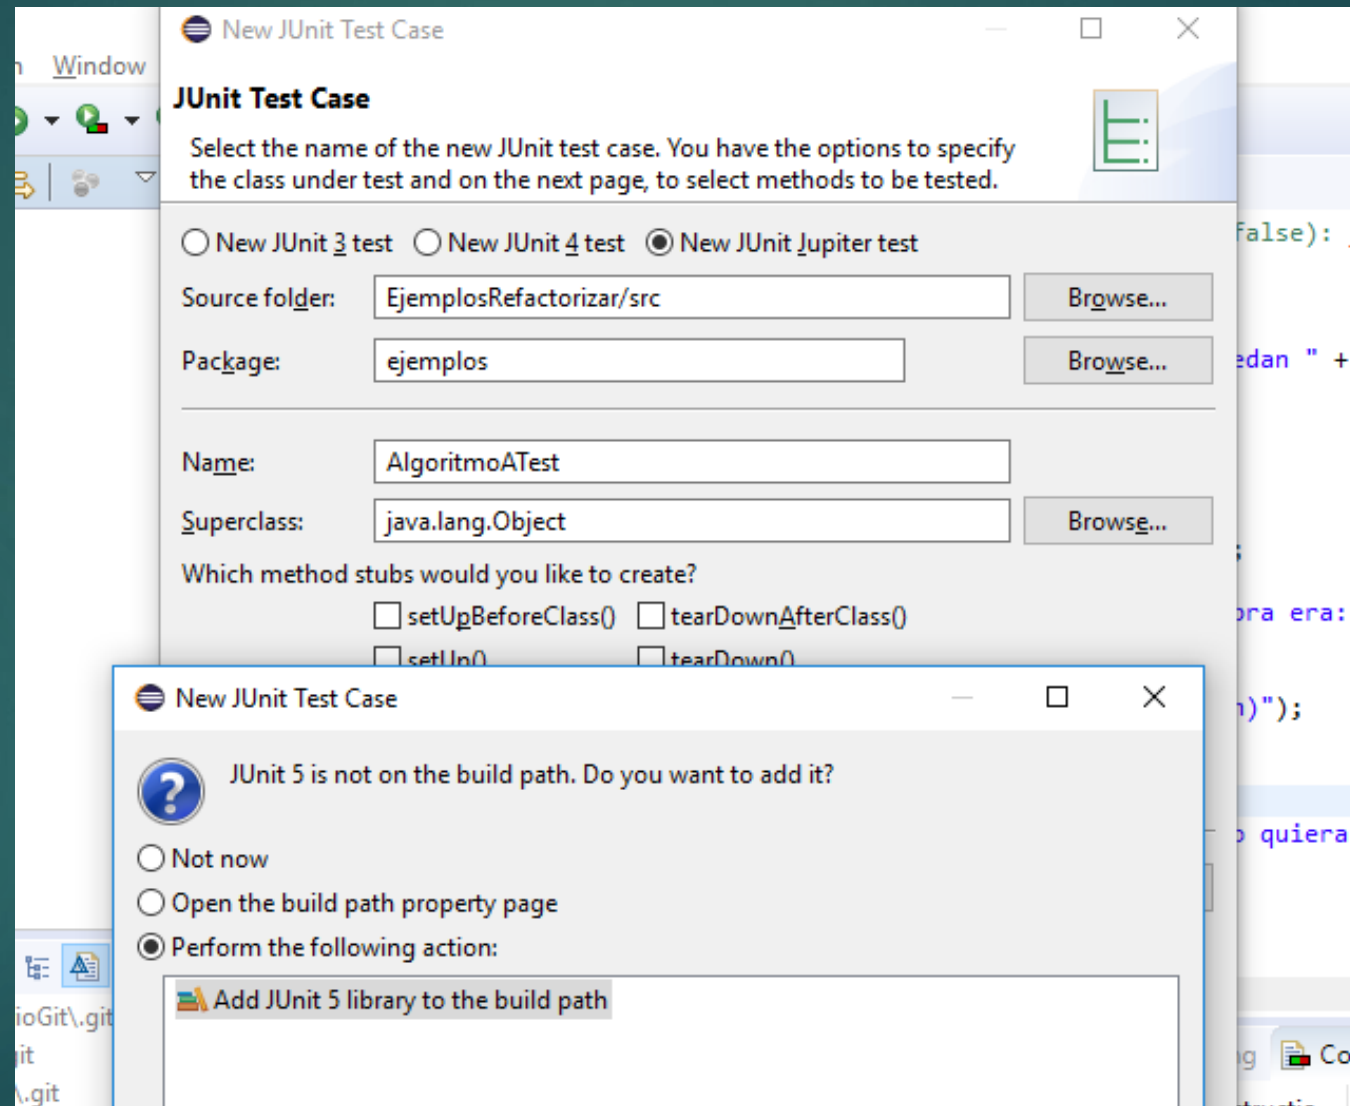 New JUnit Test Case
Window
JUnit Test Case
Select the name of the new JUnit test case. You have the options to specify
the class under test and on the next page, to select methods to be tested.
New JUnit 3 test New JUnit 4 test New JUnit Jupiter test
false):
Source folder: EjemplosRefactorizar/src Browse...
Package: ejemplos Browse...
edan " +
Name: AlgoritmoATest
Superclass: java.lang.Object Browse...
;
Which method stubs would you like to create?
setUpBeforeClass() tearDownAfterClass()
era:
setUp() tearDown()
New JUnit Test Case
n)");
JUnit 5 is not on the build path. Do you want to add it?
quiera
Not now
Open the build path property page
Perform the following action:
Add JUnit 5 library to the build path
ioGit\.git
it
\.git
Co